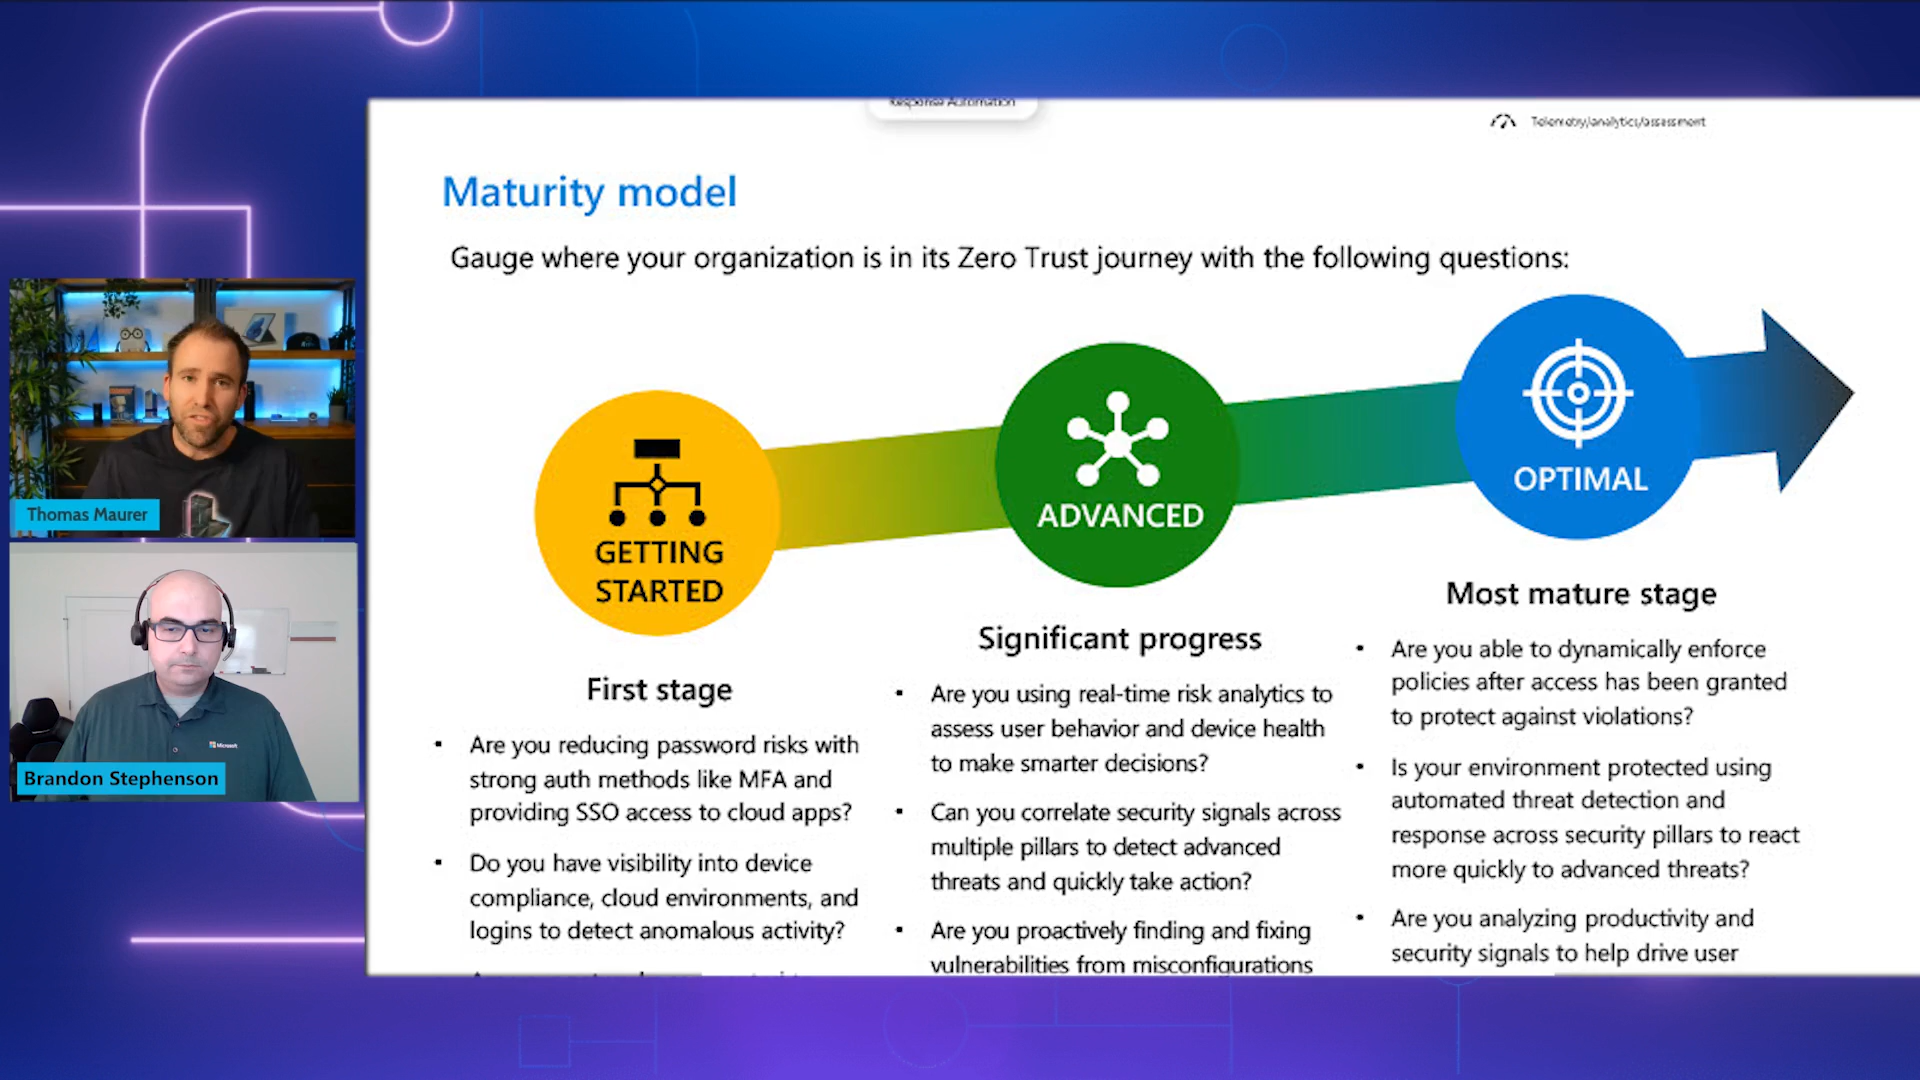 Response Automation
Telemetry/analytics/assessment
Maturity model
Gauge where your organization is in its Zero Trust journey with the following questions:
GETTING
STARTED
ADVANCED
OPTIMAL
First stage
▪ Are you reducing password risks with
strong auth methods like MFA and
providing SSO access to cloud apps?
▪ Do you have visibility into device
compliance, cloud environments, and
logins to detect anomalous activity?
Significant progress
▪ Are you using real-time risk analytics to
assess user behavior and device health
to make smarter decisions?
▪ Can you correlate security signals across
multiple pillars to detect advanced
threats and quickly take action?
▪ Are you proactively finding and fixing
vulnerabilities from misconfigurations
Most mature stage
• Are you able to dynamically enforce
policies after access has been granted
to protect against violations?
• Is your environment protected using
automated threat detection and
response across security pillars to react
more quickly to advanced threats?
• Are you analyzing productivity and
security signals to help drive user
Thomas Maurer
Microsoft
Brandon Stephenson